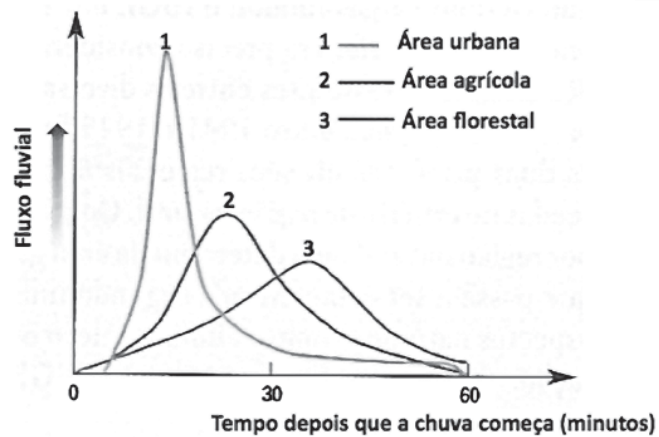 1 Área urbana
2 Área agrícola
3 Área florestal
1
2
3
Fluxo fluvial
0 30 60
Tempo depois que a chuva começa (minutos)